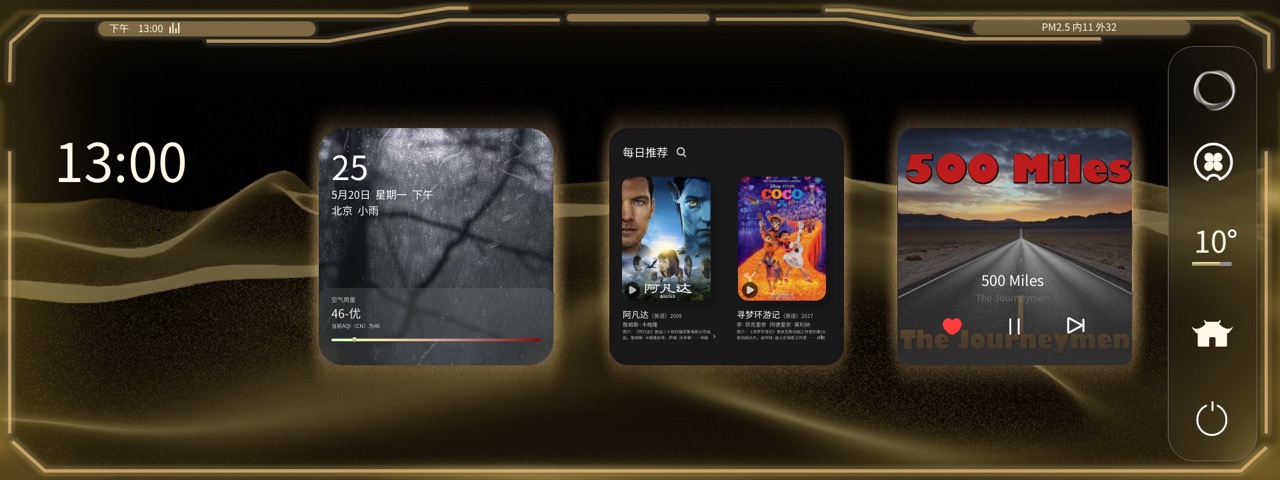 下午 13:00
PM2.5 内11 外32
13:00
25
5月20日 星期一 下午
北京 小雨
空气质量
46-优
当前AQI（CN）为46
每日推荐
阿凡达
AVATAR
阿凡达（英语）2009
詹姆斯·卡梅隆
DISNEY·PIXAR
COCO
寻梦环游记（英语）2017
李·昂克里奇 阿德里安·莫利纳
500 Miles
500 Miles
The Journeymen
The Journeymen
10°